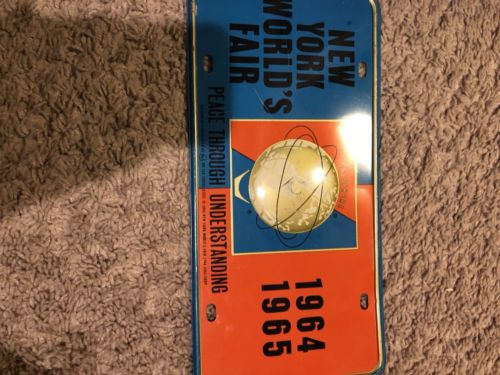 NEW
YORK
WORLD'S
FAIR
1964
1965
PEACE THROUGH UNDERSTANDING